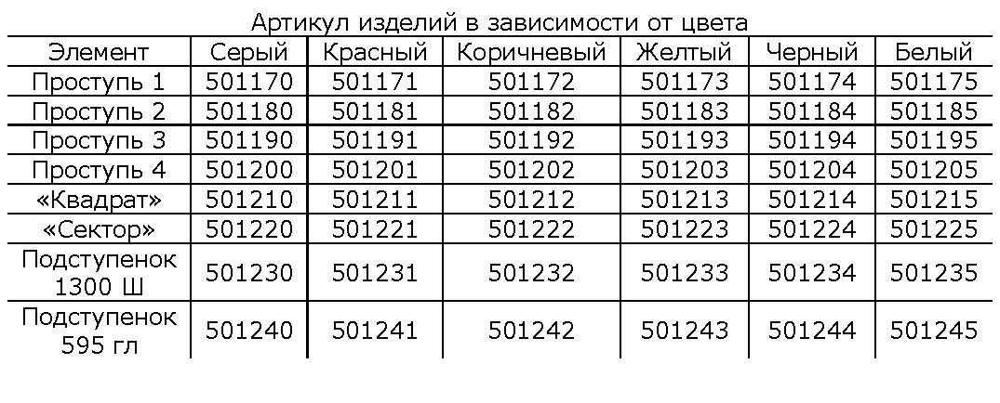 Артикул изделий в зависимости от цвета
Элемент Серый Красный Коричневый Желтый Черный Белый
Проступь 1 501170 501171 501172 501173 501174 501175
Проступь 2 501180 501181 501182 501183 501184 501185
Проступь 3 501190 501191 501192 501193 501194 501195
Проступь 4 501200 501201 501202 501203 501204 501205
«Квадрат» 501210 501211 501212 501213 501214 501215
«Сектор» 501220 501221 501222 501223 501224 501225
Подступенок
1300 Ш 501230 501231 501232 501233 501234 501235
Подступенок
595 гл 501240 501241 501242 501243 501244 501245